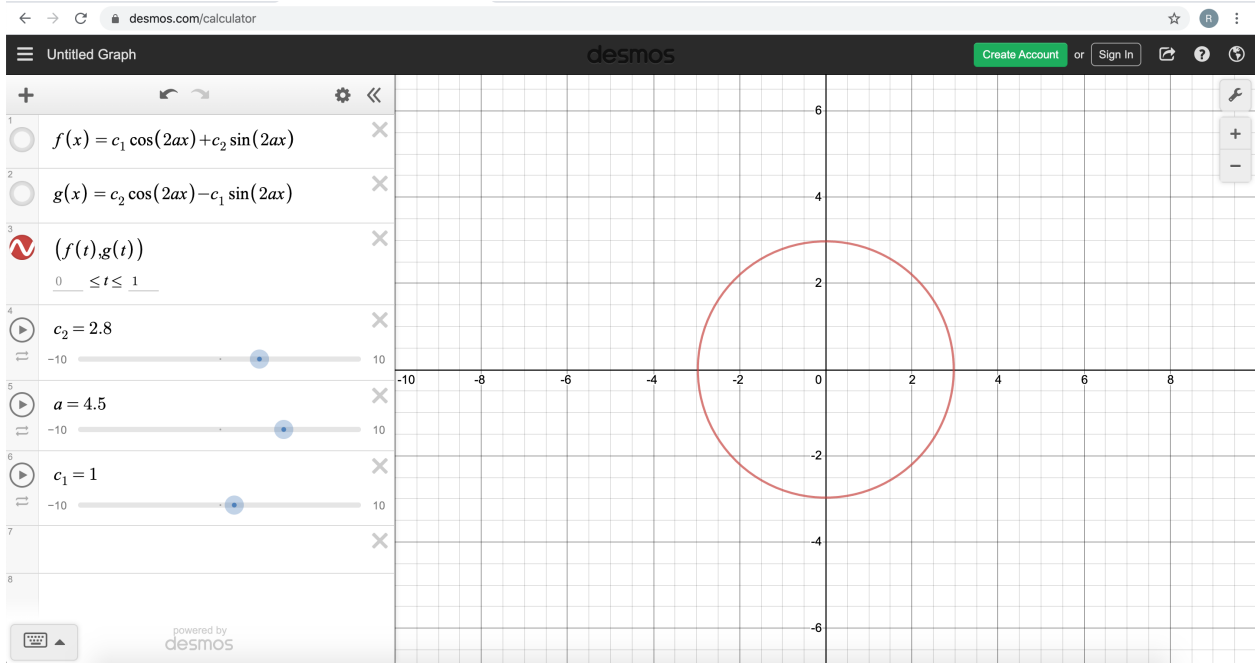 desmos.com/calculator
R
Untitled Graph
desmos
Create Account or Sign In
1
f(x) = c₁ cos(2ax)+c₂ sin(2ax)
2
g(x) = c₂ cos(2ax)−c₁ sin(2ax)
3
(f(t),g(t))
0 ≤ t ≤ 1
4
c₂ = 2.8
−10 10
5
a = 4.5
−10 10
6
c₁ = 1
−10 10
7
8
powered by
desmos
6
4
2
-10 -8 -6 -4 -2 0 2 4 6 8
-2
-4
-6